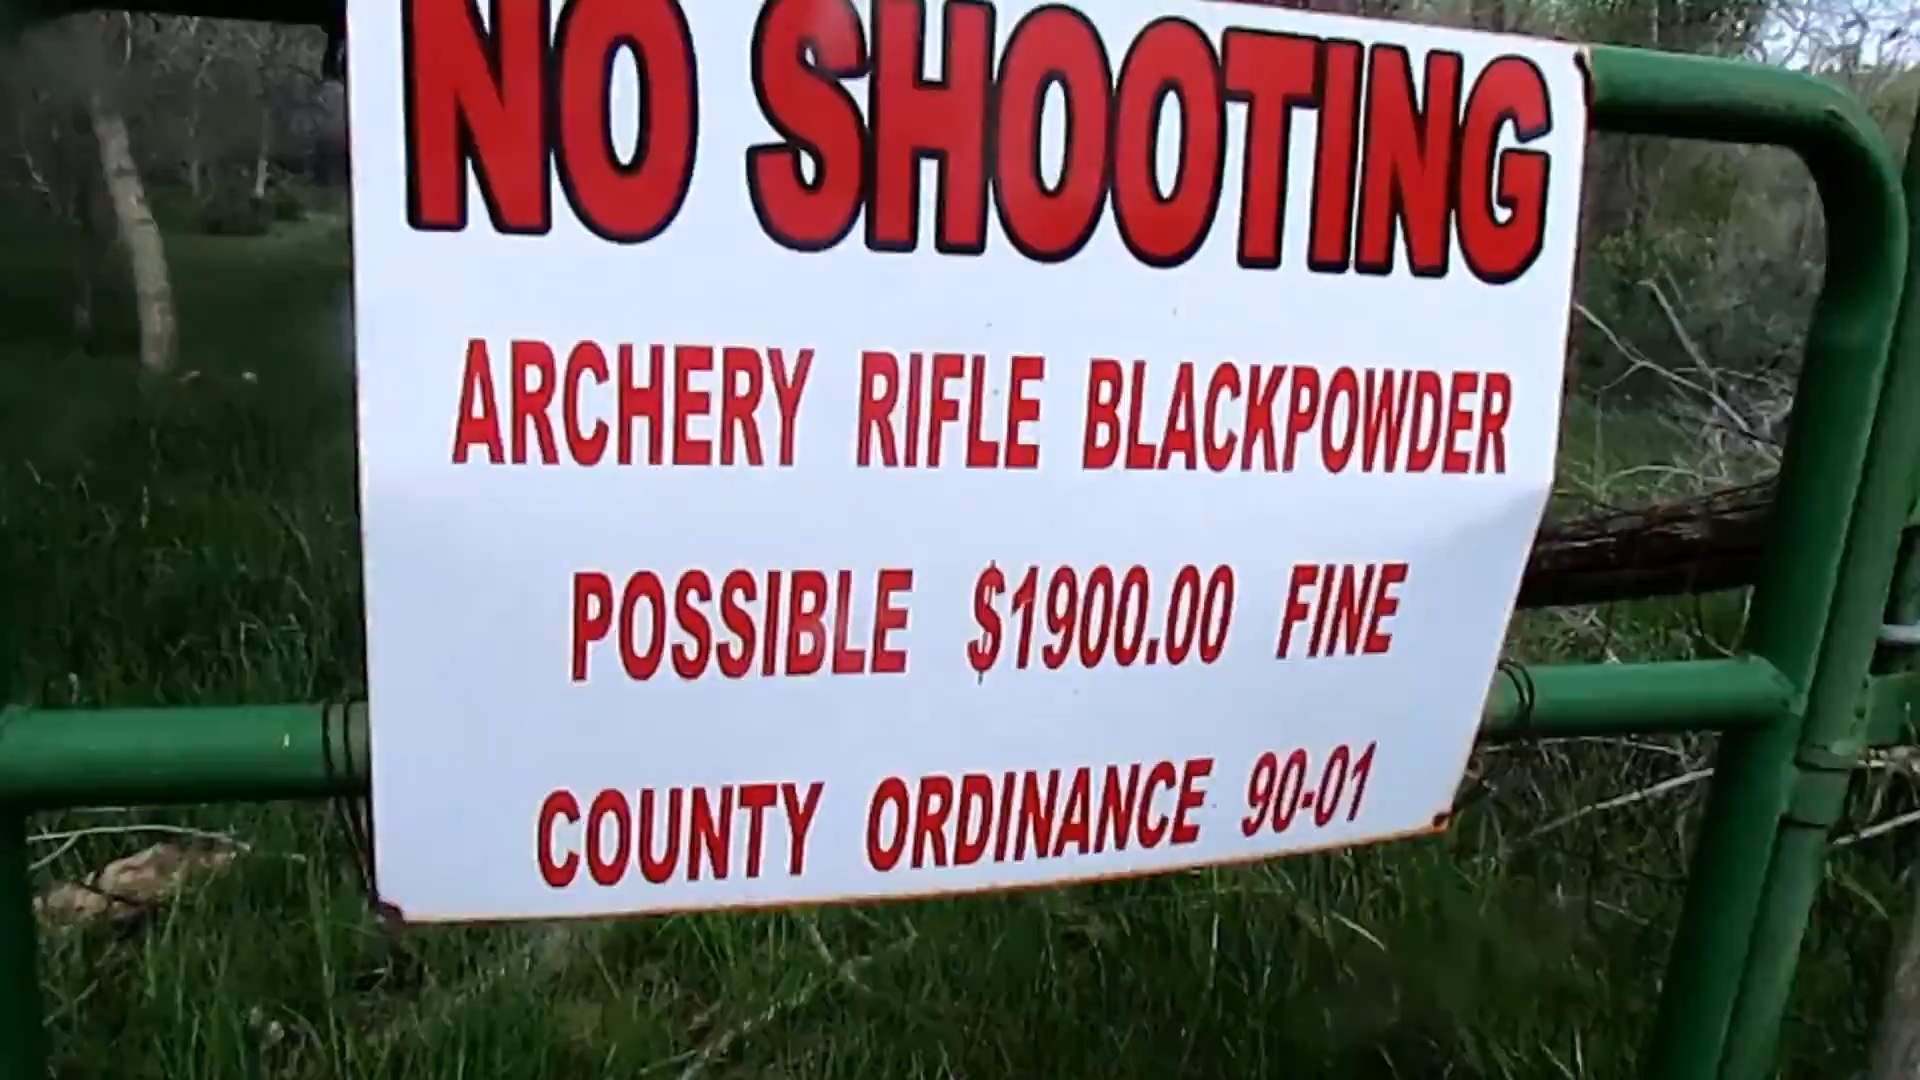 NO SHOOTING
ARCHERY RIFLE BLACKPOWDER
POSSIBLE $1900.00 FINE
COUNTY ORDINANCE 90-01